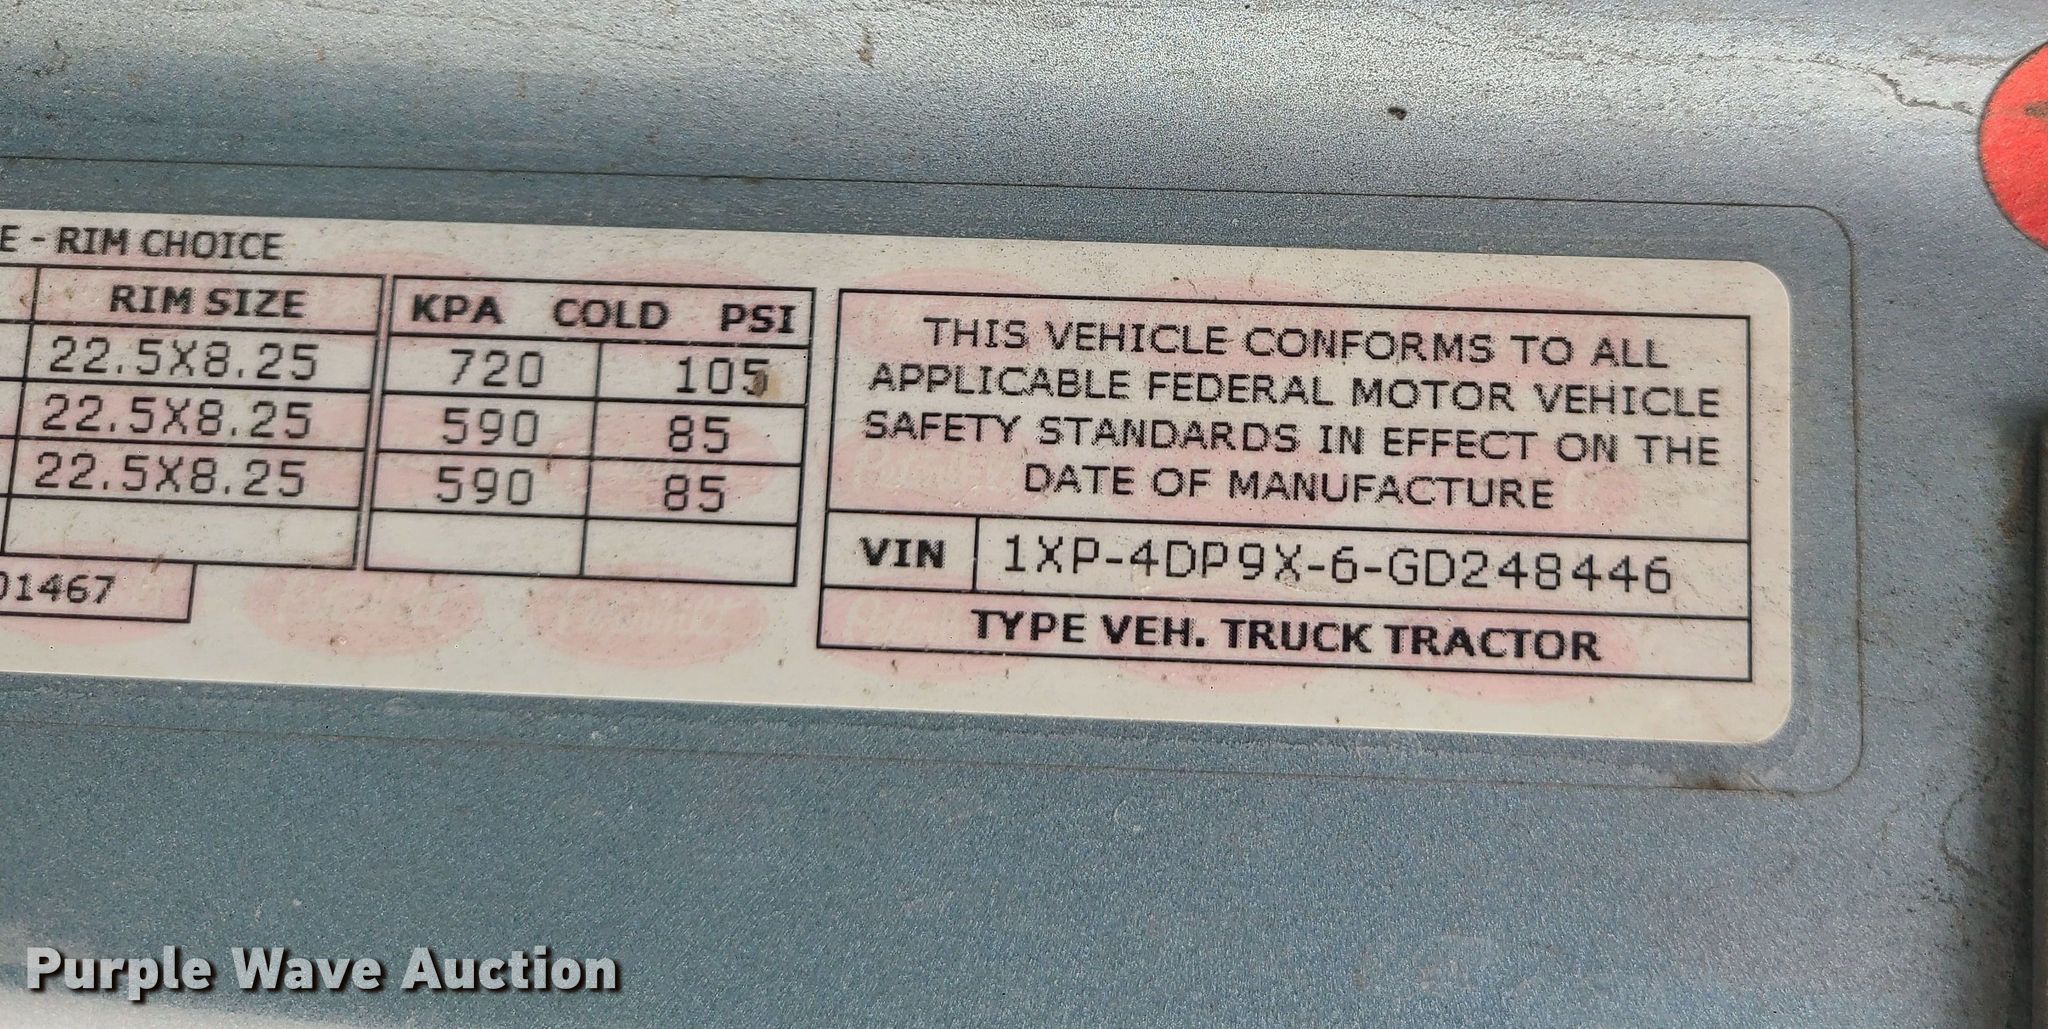 E - RIM CHOICE
RIM SIZE
KPA COLD PSI
22.5X8.25 720 105
22.5X8.25 590 85
22.5X8.25 590 85
01467
THIS VEHICLE CONFORMS TO ALL
APPLICABLE FEDERAL MOTOR VEHICLE
SAFETY STANDARDS IN EFFECT ON THE
DATE OF MANUFACTURE
VIN 1XP-4DP9X-6-GD248446
TYPE VEH. TRUCK TRACTOR
Purple Wave Auction